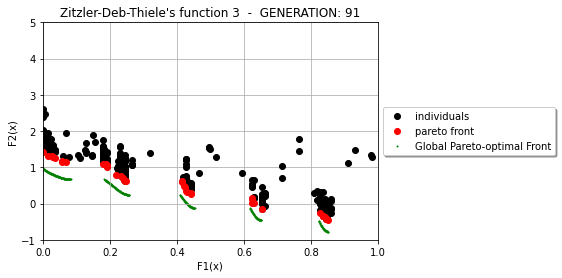 Zitzler-Deb-Thiele's function 3 - GENERATION: 91
5
4
3
2
1
0
−1
F2(x)
0.0 0.2 0.4 0.6 0.8 1.0
F1(x)
individuals
pareto front
Global Pareto-optimal Front